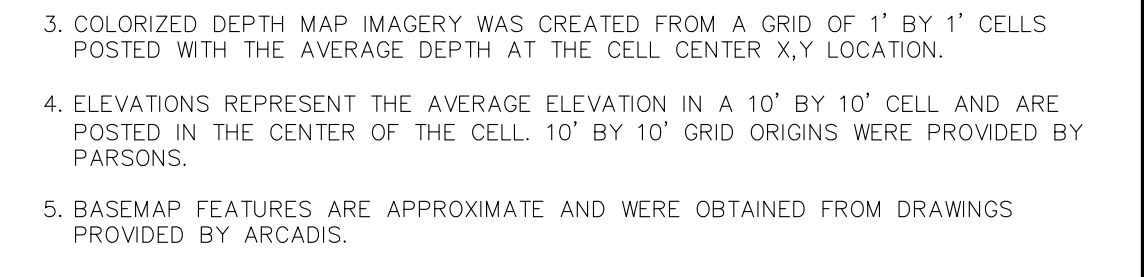 3. COLORIZED DEPTH MAP IMAGERY WAS CREATED FROM A GRID OF 1' BY 1' CELLS
POSTED WITH THE AVERAGE DEPTH AT THE CELL CENTER X,Y LOCATION.
4. ELEVATIONS REPRESENT THE AVERAGE ELEVATION IN A 10' BY 10' CELL AND ARE
POSTED IN THE CENTER OF THE CELL. 10' BY 10' GRID ORIGINS WERE PROVIDED BY
PARSONS.
5. BASEMAP FEATURES ARE APPROXIMATE AND WERE OBTAINED FROM DRAWINGS
PROVIDED BY ARCADIS.